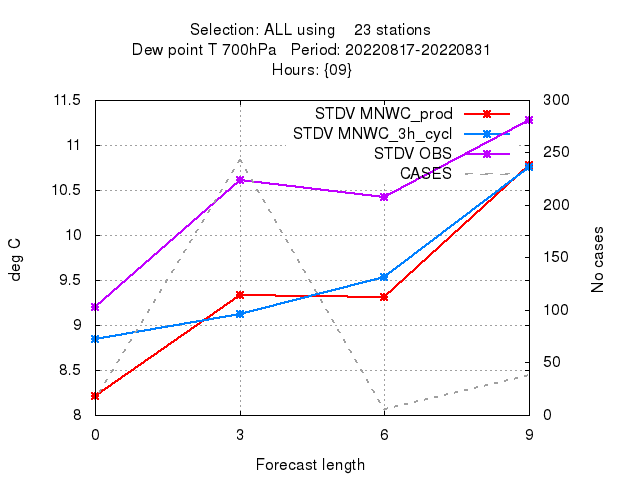 Selection: ALL using    23 stations
Dew point T 700hPa   Period: 20220817-20220831
Hours: {09}
11.5
11
10.5
10
9.5
9
8.5
8
300
250
200
150
100
50
0
STDV MNWC_prod
STDV MNWC_3h_cycl
STDV OBS
CASES
deg C
No cases
0 3 6 9
Forecast length